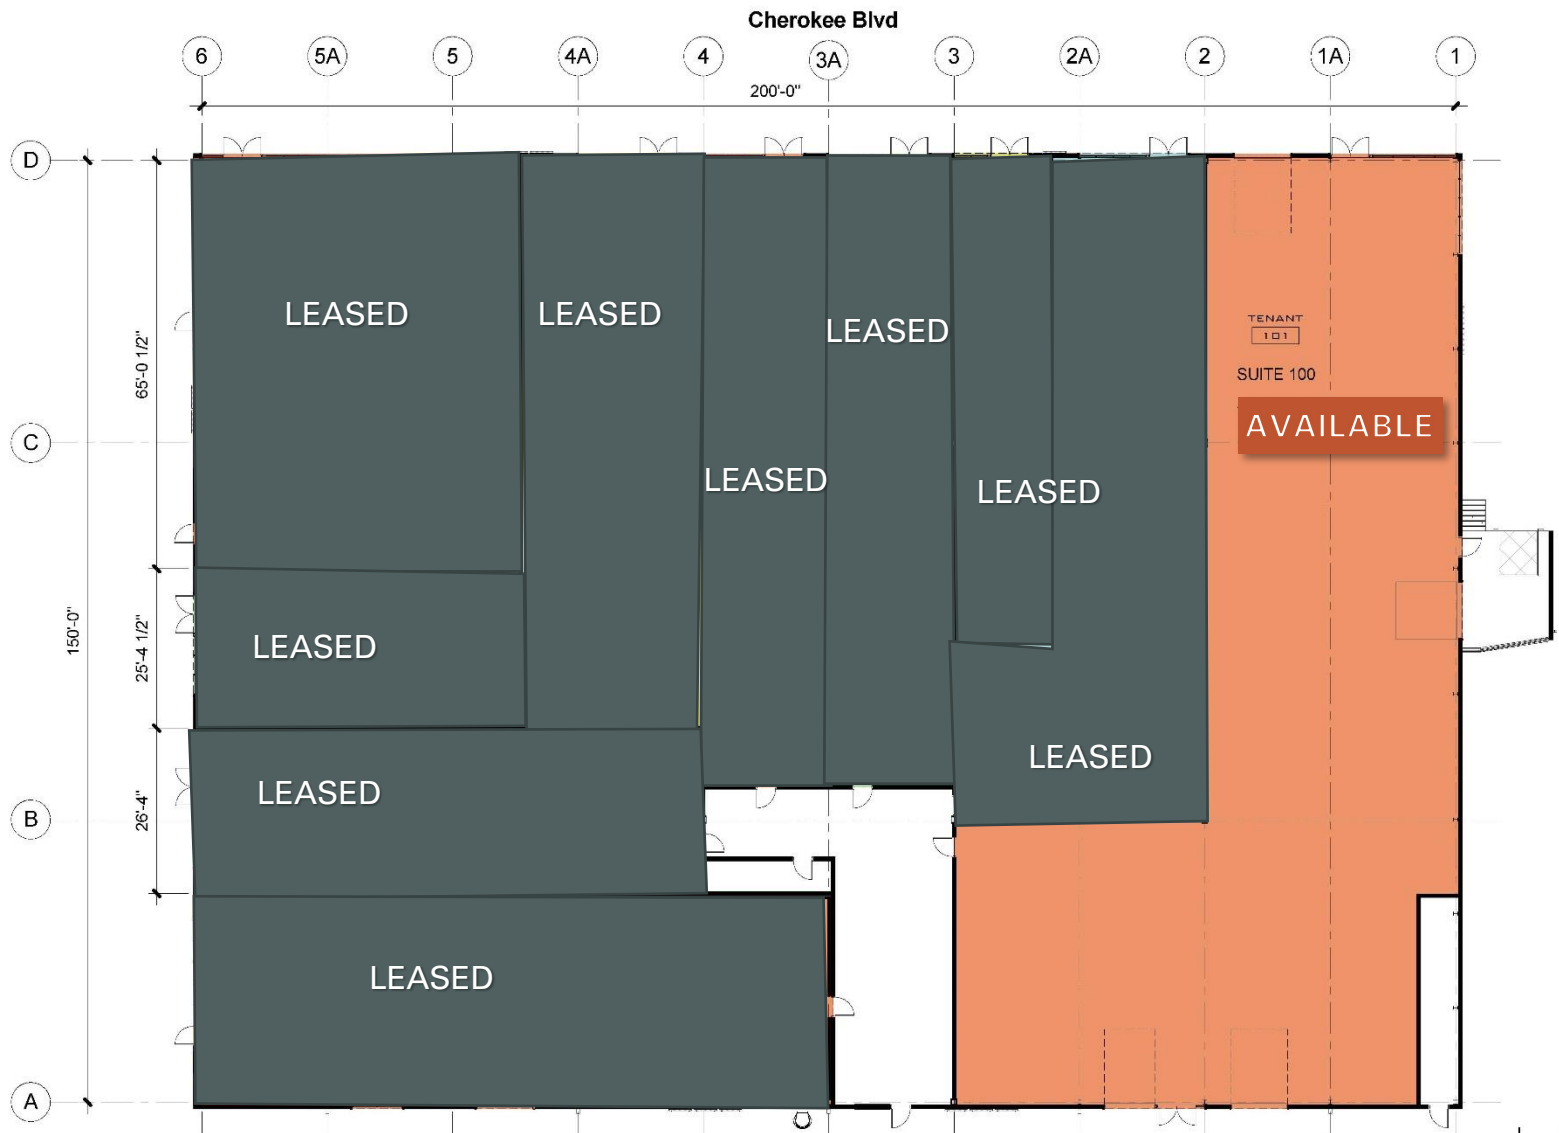 Cherokee Blvd
6 5A 5 4A 4 3A 3 2A 2 1A 1
200'-0"
D
LEASED
LEASED
LEASED
TENANT
101
SUITE 100
65'-0 1/2"
AVAILABLE
C
LEASED
LEASED
150'-0"
25'-4 1/2"
LEASED
LEASED
LEASED
26'-4"
B
LEASED
A